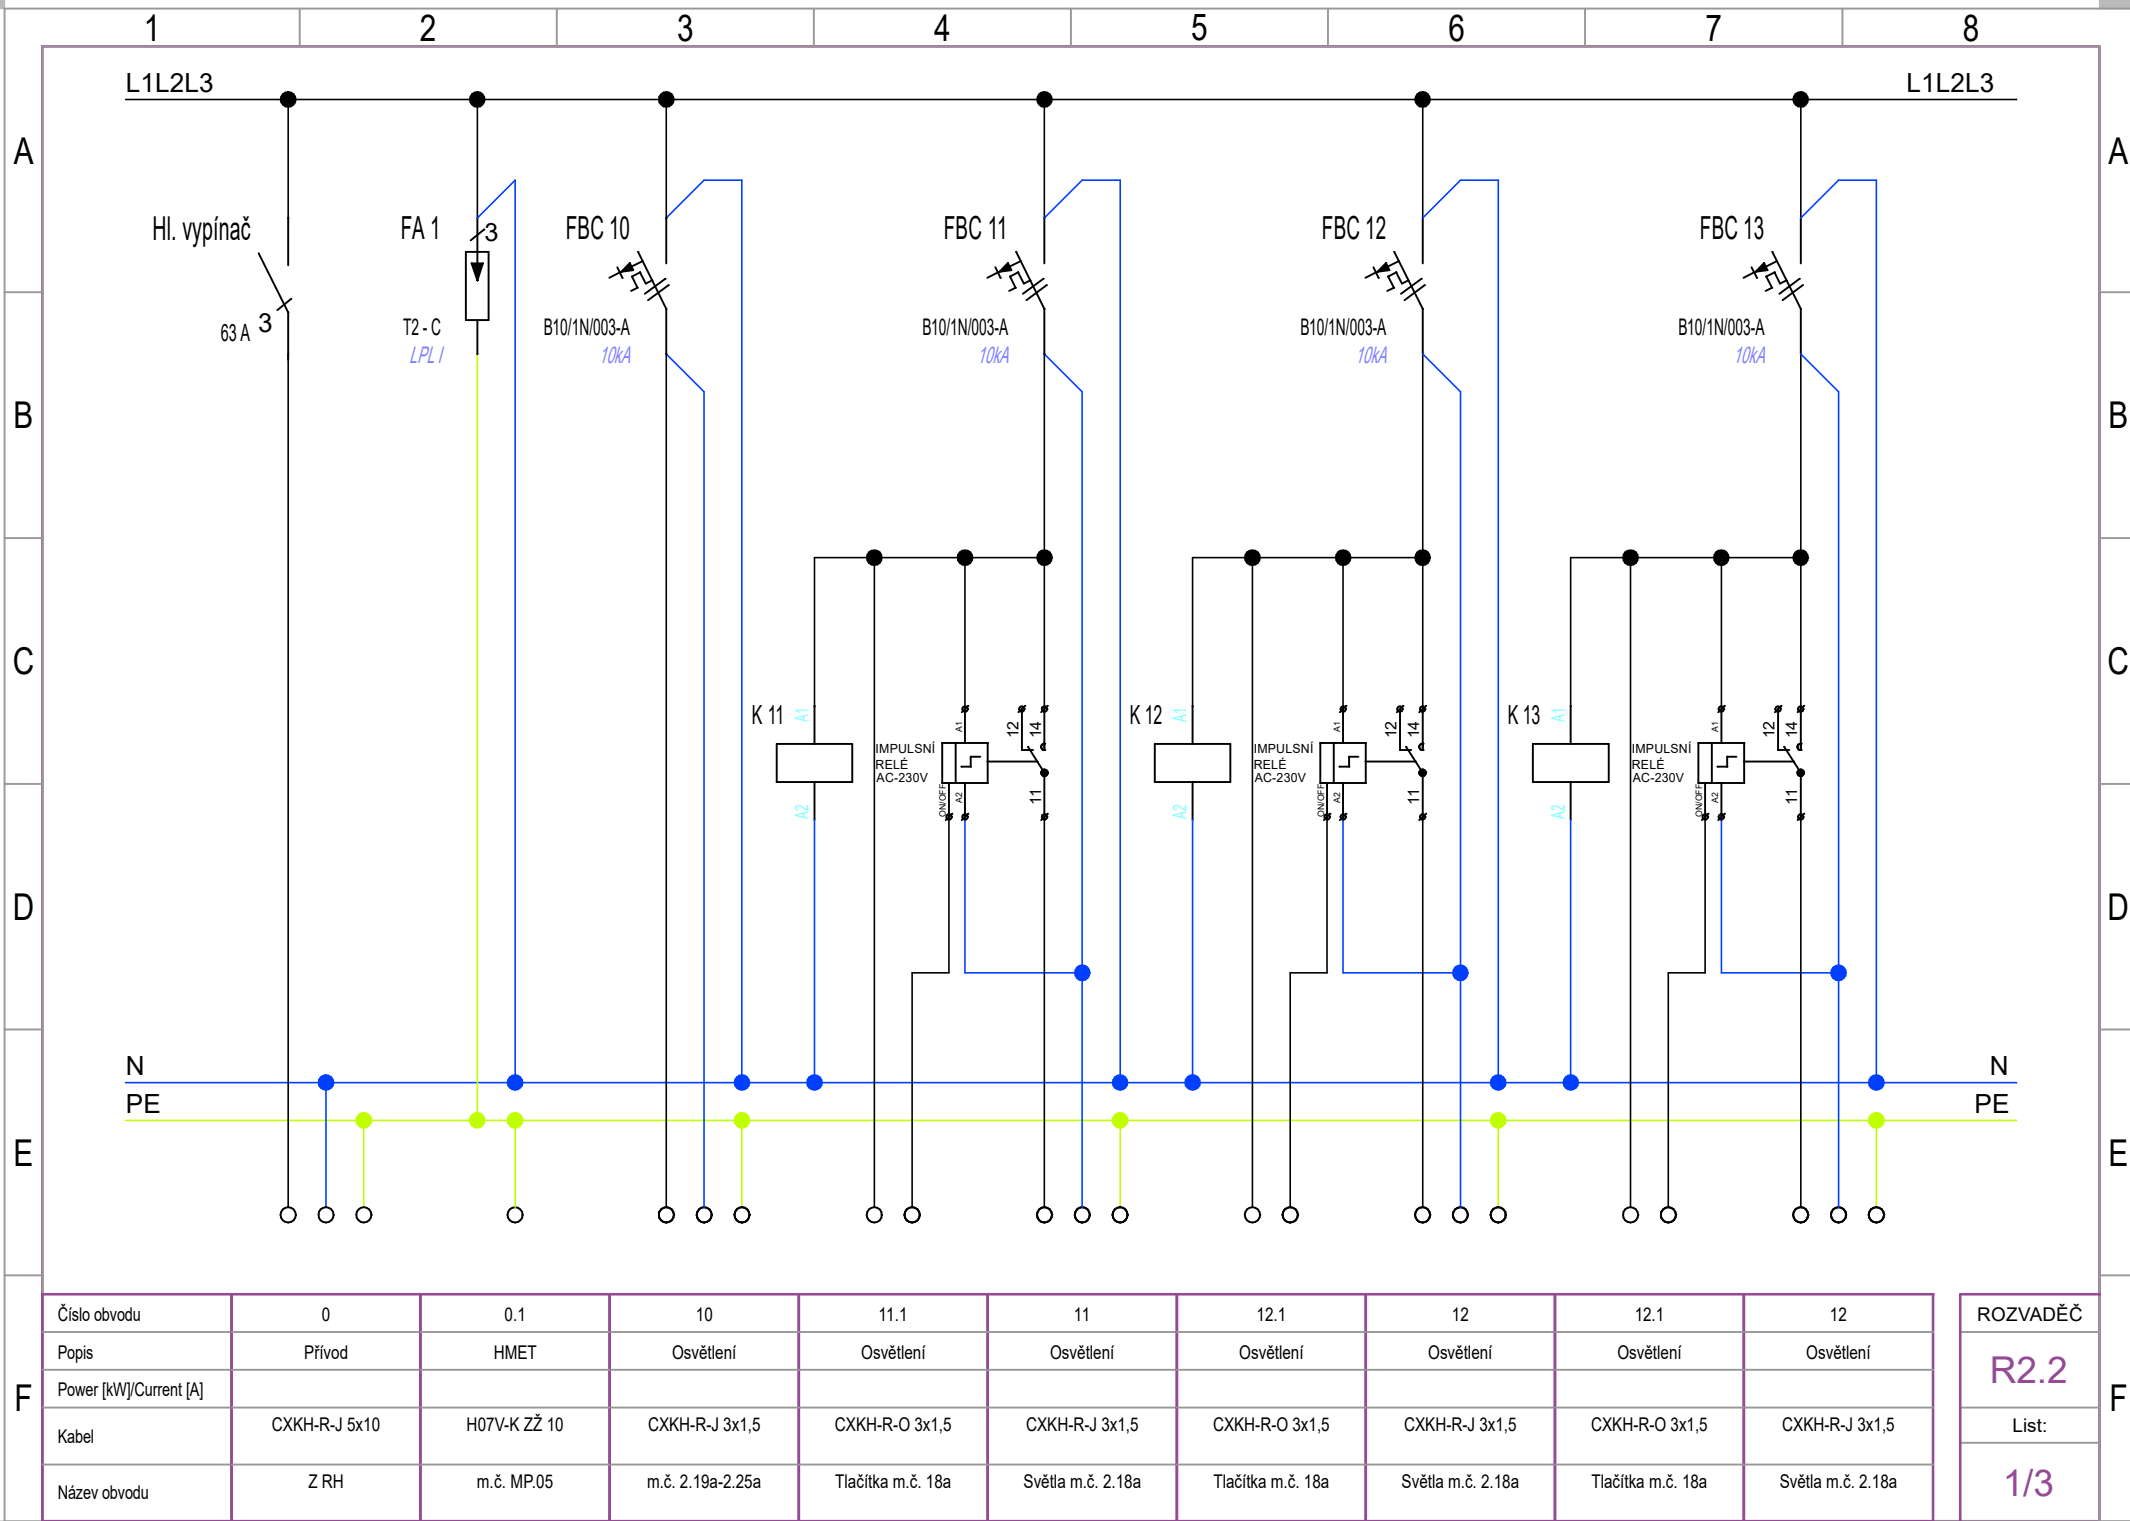 1 2 3 4 5 6 7 8
L1L2L3 L1L2L3
A A
Hl. vypínač FA 1 3 FBC 10 FBC 11 FBC 12 FBC 13
63 A 3 T2 - C B10/1N/003-A B10/1N/003-A B10/1N/003-A B10/1N/003-A
LPL I 10kA 10kA 10kA 10kA
B B
C C
K 11 A1 A1 12 14 K 12 A1 A1 12 14 K 13 A1 A1 12 14
IMPULSNÍ IMPULSNÍ IMPULSNÍ
RELÉ RELÉ RELÉ
AC-230V AC-230V AC-230V
A2 ON/OFF A2 11 A2 ON/OFF A2 11 A2 ON/OFF A2 11
D D
N N
PE PE
E E
Číslo obvodu 0 0.1 10 11.1 11 12.1 12 12.1 12 ROZVADĚČ
Popis Přívod HMET Osvětlení Osvětlení Osvětlení Osvětlení Osvětlení Osvětlení Osvětlení R2.2
Power [kW]/Current [A]
F F
Kabel CXKH-R-J 5x10 H07V-K ZŽ 10 CXKH-R-J 3x1,5 CXKH-R-O 3x1,5 CXKH-R-J 3x1,5 CXKH-R-O 3x1,5 CXKH-R-J 3x1,5 CXKH-R-O 3x1,5 CXKH-R-J 3x1,5 List:
Název obvodu Z RH m.č. MP.05 m.č. 2.19a-2.25a Tlačítka m.č. 18a Světla m.č. 2.18a Tlačítka m.č. 18a Světla m.č. 2.18a Tlačítka m.č. 18a Světla m.č. 2.18a 1/3